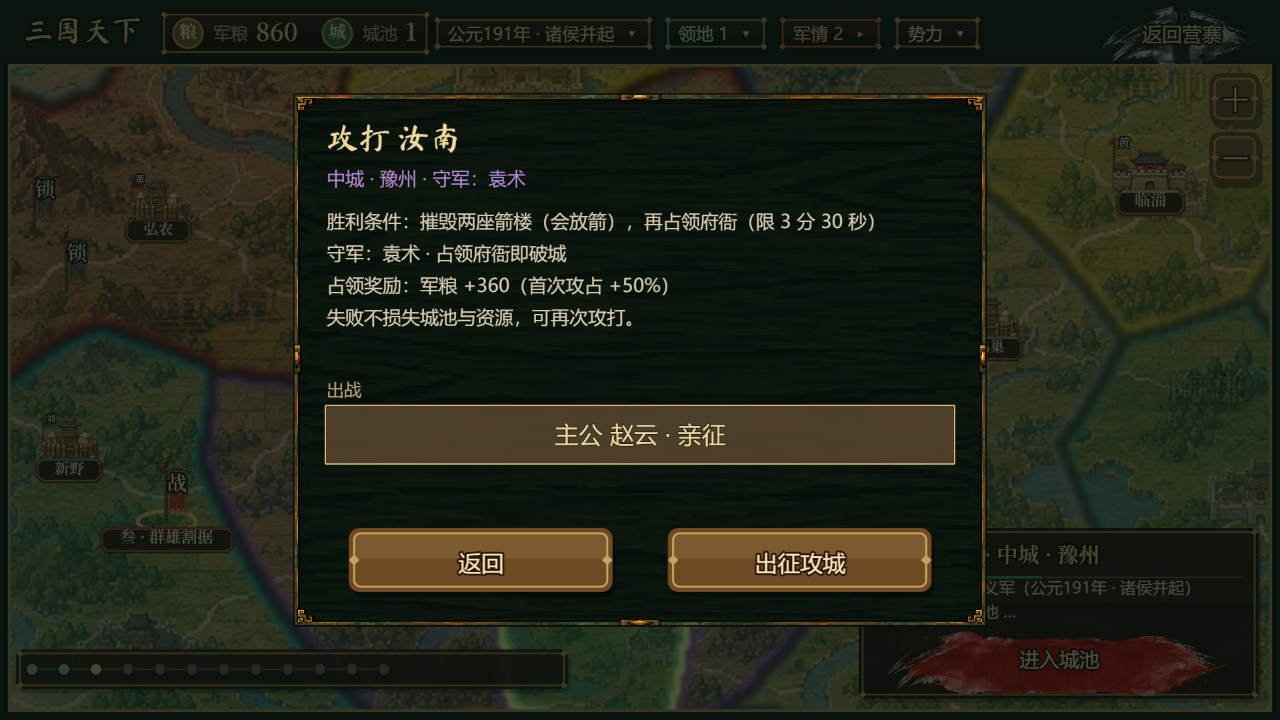 三国天下
粮 军粮 860 城 城池 1
公元191年 · 诸侯并起 ▼
领地 1 ▼
军情 2 ▸
势力 ▼
返回营寨
黄巾
攻打 汝南
中城 · 豫州 · 守军：袁术
胜利条件：摧毁两座箭楼（会放箭），再占领府衙（限 3 分 30 秒）
守军：袁术 · 占领府衙即破城
占领奖励：军粮 +360（首次攻占 +50%）
失败不损失城池与资源，可再次攻打。
出战
主公 赵云 · 亲征
返回
出征攻城
锁
弘农
锁
董卓
黄
临淄
巢
陶谦
刘
新野
战
叁 · 群雄割据
· 中城 · 豫州
义军（公元191年 · 诸侯并起）
也 ...
进入城池